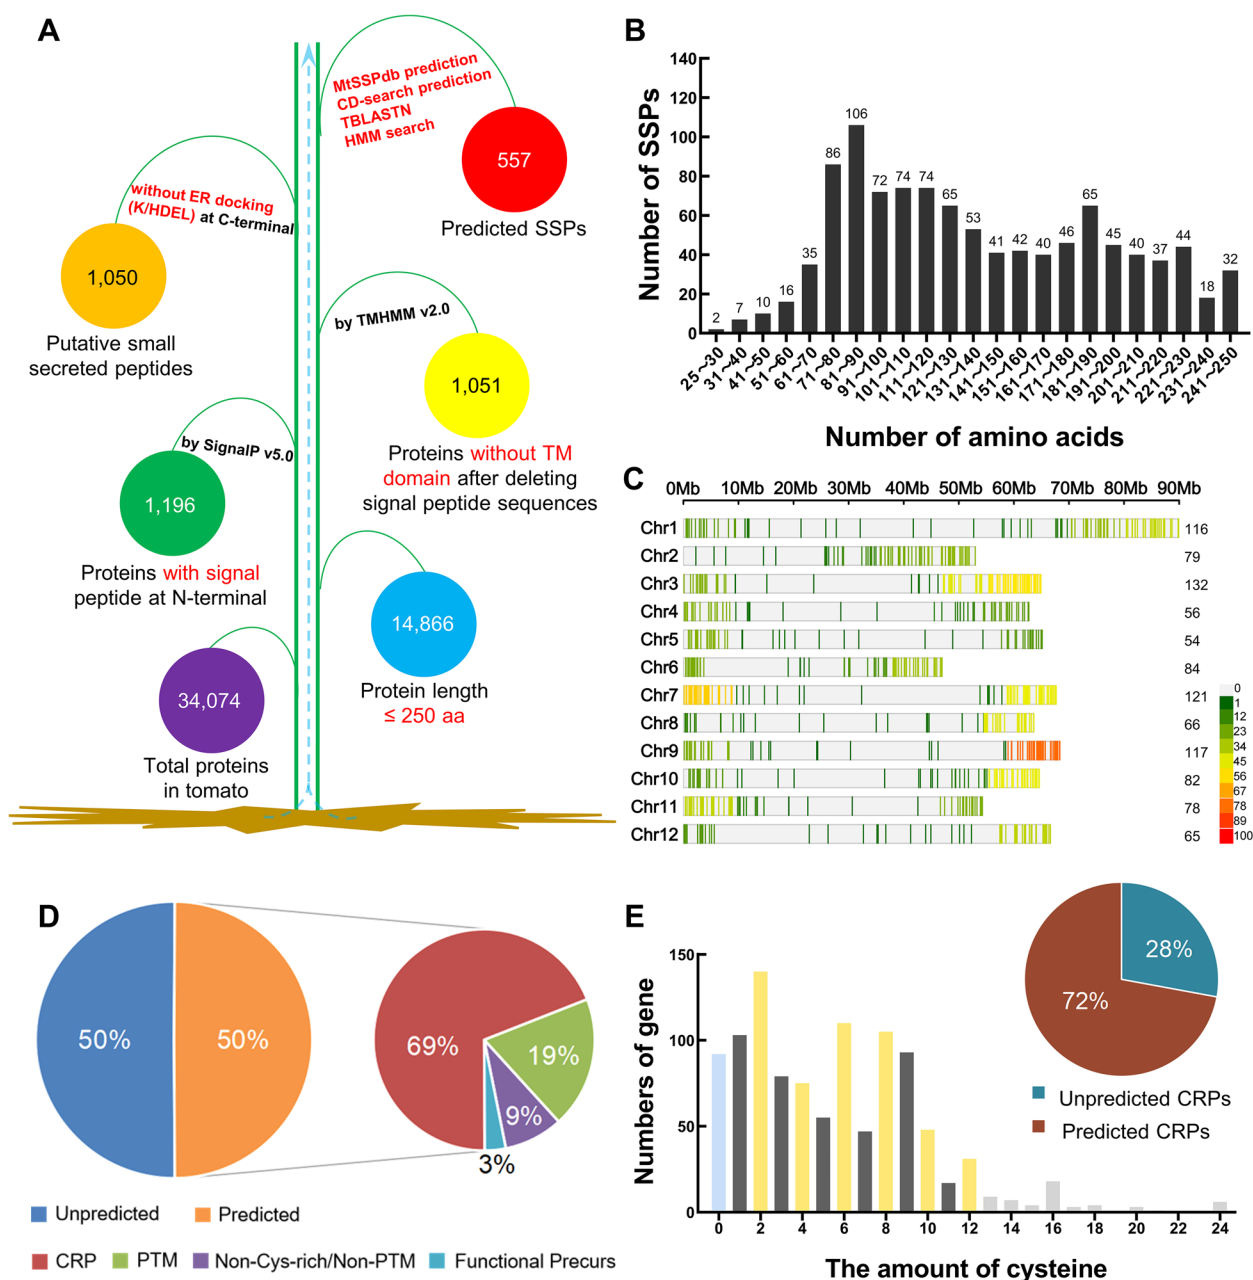 A
MtSSPdb prediction
CD-search prediction
TBLASTN
HMM search
557
Predicted SSPs
without ER docking
(K/HDEL) at C-terminal
1,050
Putative small
secreted peptides
by TMHMM v2.0
1,051
Proteins without TM
domain after deleting
signal peptide sequences
by SignalP v5.0
1,196
Proteins with signal
peptide at N-terminal
14,866
Protein length
≤ 250 aa
34,074
Total proteins
in tomato
B
Number of SSPs
140
120
100
80
60
40
20
0
2
7
10
16
35
86
106
72
74
74
65
53
41
42
40
46
65
45
40
37
44
18
32
25~30
31~40
41~50
51~60
61~70
71~80
81~90
91~100
101~110
111~120
121~130
131~140
141~150
151~160
161~170
171~180
181~190
191~200
201~210
211~220
221~230
231~240
241~250
Number of amino acids
C
0Mb 10Mb 20Mb 30Mb 40Mb 50Mb 60Mb 70Mb 80Mb 90Mb
Chr1 116
Chr2 79
Chr3 132
Chr4 56
Chr5 54
Chr6 84
Chr7 121
Chr8 66
Chr9 117
Chr10 82
Chr11 78
Chr12 65
0
1
12
23
34
45
56
67
78
89
100
D
50%
50%
69%
19%
9%
3%
Unpredicted
Predicted
CRP
PTM
Non-Cys-rich/Non-PTM
Functional Precurs
E
Numbers of gene
150
100
50
0
0 2 4 6 8 10 12 14 16 18 20 22 24
The amount of cysteine
28%
72%
Unpredicted CRPs
Predicted CRPs